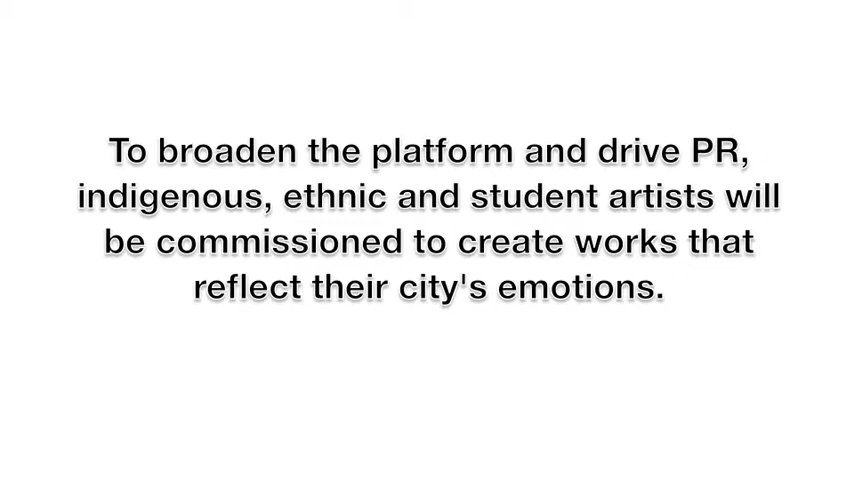 To broaden the platform and drive PR,
indigenous, ethnic and student artists will
be commissioned to create works that
reflect their city's emotions.